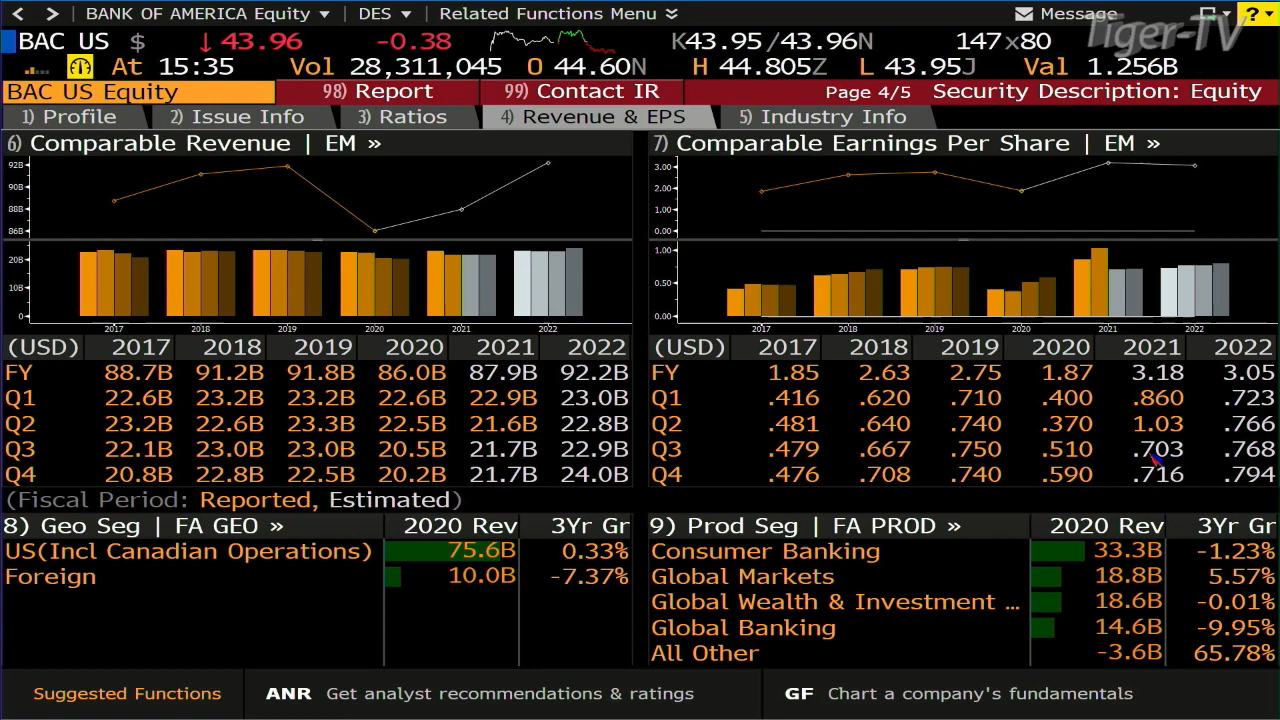 < > BANK OF AMERICA Equity ▾ DES ▾ Related Functions Menu Message ? ▾
Tiger-TV
BAC US $ ↓ 43.96 -0.38 K43.95/43.96N 147x80
At 15:35 Vol 28,311,045 O 44.60N H 44.805Z L 43.95J Val 1.256B
BAC US Equity 98) Report 99) Contact IR Page 4/5 Security Description: Equity
1) Profile 2) Issue Info 3) Ratios 4) Revenue & EPS 5) Industry Info
6) Comparable Revenue | EM »
92B
90B
88B
86B
20B
10B
0
2017 2018 2019 2020 2021 2022
(USD) 2017 2018 2019 2020 2021 2022
FY 88.7B 91.2B 91.8B 86.0B 87.9B 92.2B
Q1 22.6B 23.2B 23.2B 22.6B 22.9B 23.0B
Q2 23.2B 22.6B 23.0B 22.5B 21.6B 22.8B
Q3 22.1B 23.0B 23.0B 20.5B 21.7B 22.9B
Q4 20.8B 22.8B 22.5B 20.2B 21.7B 24.0B
7) Comparable Earnings Per Share | EM »
3.00
2.00
1.00
0.00
1.00
0.50
0.00
2017 2018 2019 2020 2021 2022
(USD) 2017 2018 2019 2020 2021 2022
FY 1.85 2.63 2.75 1.87 3.18 3.05
Q1 .416 .620 .710 .400 .860 .723
Q2 .481 .640 .740 .370 1.03 .766
Q3 .479 .667 .750 .510 .703 .768
Q4 .476 .708 .740 .590 .716 .794
(Fiscal Period: Reported, Estimated)
8) Geo Seg | FA GEO » 2020 Rev 3Yr Gr
US(Incl Canadian Operations) 75.6B 0.33%
Foreign 10.0B -7.37%
9) Prod Seg | FA PROD » 2020 Rev 3Yr Gr
Consumer Banking 33.3B -1.23%
Global Markets 18.8B 5.57%
Global Wealth & Investment ... 18.6B -0.01%
Global Banking 14.6B -9.95%
All Other -3.6B 65.78%
Suggested Functions ANR Get analyst recommendations & ratings GF Chart a company's fundamentals